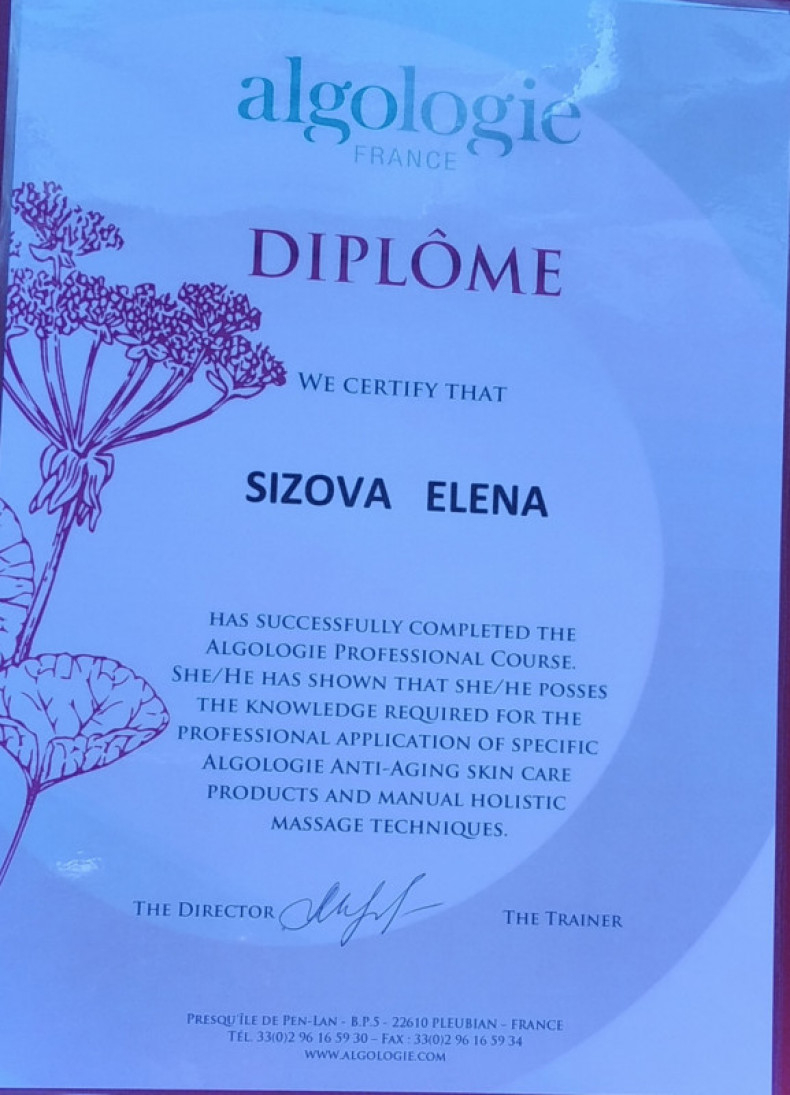 algologie
FRANCE
DIPLÔME
WE CERTIFY THAT
SIZOVA ELENA
HAS SUCCESSFULLY COMPLETED THE
ALGOLOGIE PROFESSIONAL COURSE.
SHE/HE HAS SHOWN THAT SHE/HE POSSES
THE KNOWLEDGE REQUIRED FOR THE
PROFESSIONAL APPLICATION OF SPECIFIC
ALGOLOGIE ANTI-AGING SKIN CARE
PRODUCTS AND MANUAL HOLISTIC
MASSAGE TECHNIQUES.
THE DIRECTOR THE TRAINER
PRESQU'ÎLE DE PEN-LAN - B.P.5 - 22610 PLEUBIAN – FRANCE
TÉL. 33(0)2 96 16 59 30 – FAX : 33(0)2 96 16 59 34
WWW.ALGOLOGIE.COM